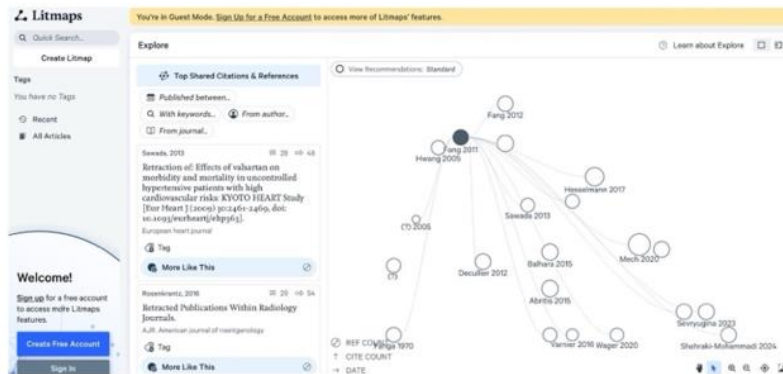 Litmaps
You're in Guest Mode. Sign Up for a Free Account to access more of Litmaps' features.
Quick Search...
Create Litmap
Tags
You have no Tags
Recent
All Articles
Welcome!
Sign up for a free account
to access more Litmaps
features.
Create Free Account
Sign In
Explore
Learn about Explore
Top Shared Citations & References
Published between..
With keywords..
From author..
From journal..
Sawada, 2013
28
48
Retraction of: Effects of valsartan on
morbidity and mortality in uncontrolled
hypertensive patients with high
cardiovascular risks: KYOTO HEART Study
[Eur Heart J (2009) 30:2461-2469, doi:
10.1093/eurheartj/ehp363].
European heart journal
Tag
More Like This
Rosenkrantz, 2016
29
54
Retracted Publications Within Radiology
Journals.
AJR. American journal of roentgenology
Tag
More Like This
View Recommendations: Standard
Fang 2012
Fang 2011
Hwang 2005
Hesselmann 2017
Sawada 2013
(?) 2005
Mech 2020
Balhara 2015
Decullier 2012
(?)
Abritis 2015
Sevryugina 2023
1970
Varnier 2016
Wager 2020
Shahraki-Mohammadi 2024
REF COUNT
↑ CITE COUNT
→ DATE